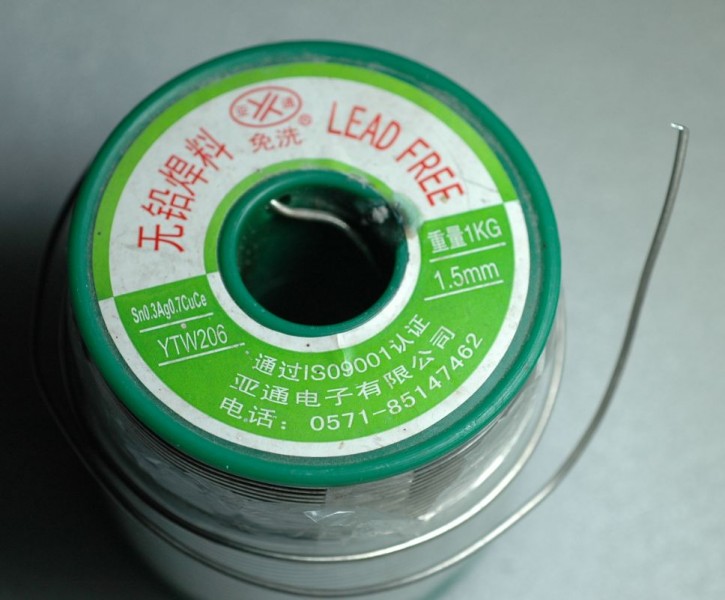 免洗
无铅焊料
LEAD FREE
重量1KG
1.5mm
Sn0.3Ag0.7CuCe
YTW206
通过ISO9001认证
亚通电子有限公司
电话：0571-85147462